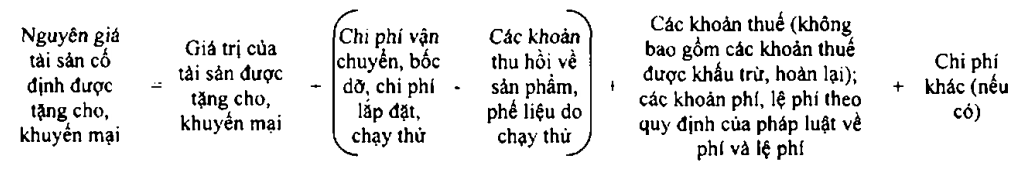 Nguyên giá
tài sản cố
định được
tặng cho,
khuyến mại
=
Giá trị của
tài sản được
tặng cho,
khuyến mại
+
Chi phí vận
chuyển, bốc
dỡ, chi phí
lắp đặt,
chạy thử
-
Các khoản
thu hồi về
sản phẩm,
phế liệu do
chạy thử
+
Các khoản thuế (không
bao gồm các khoản thuế
được khấu trừ, hoàn lại);
các khoản phí, lệ phí theo
quy định của pháp luật về
phí và lệ phí
+
Chi phí
khác (nếu
có)